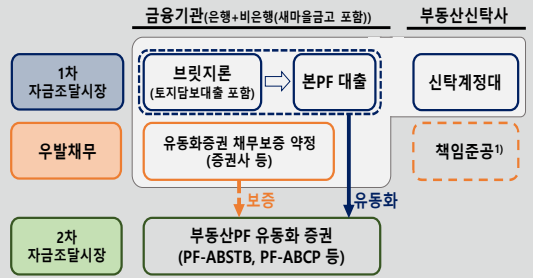 금융기관(은행+비은행(새마을금고 포함))
부동산신탁사
1차
자금조달시장
브릿지론
(토지담보대출 포함)
본PF 대출
신탁계정대
우발채무
유동화증권 채무보증 약정
(증권사 등)
책임준공1)
보증
유동화
2차
자금조달시장
부동산PF 유동화 증권
(PF-ABSTB, PF-ABCP 등)